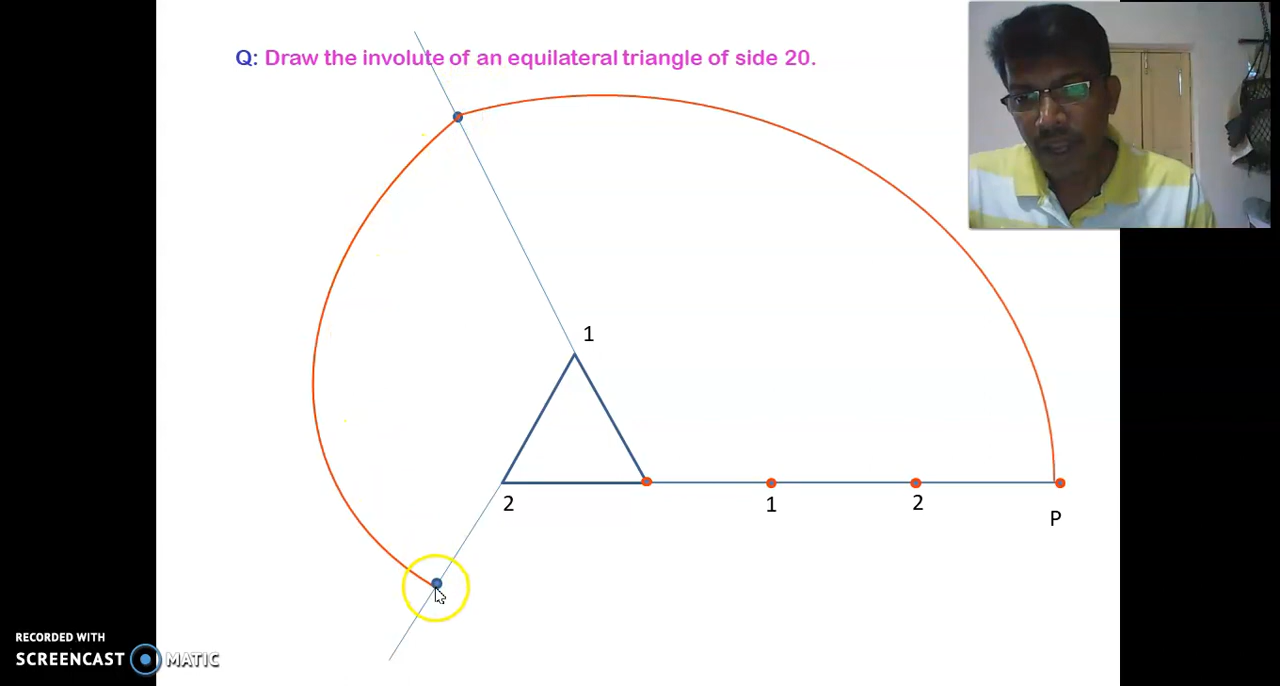 Q: Draw the involute of an equilateral triangle of side 20.
1
2
1
2
P
RECORDED WITH
SCREENCAST MATIC